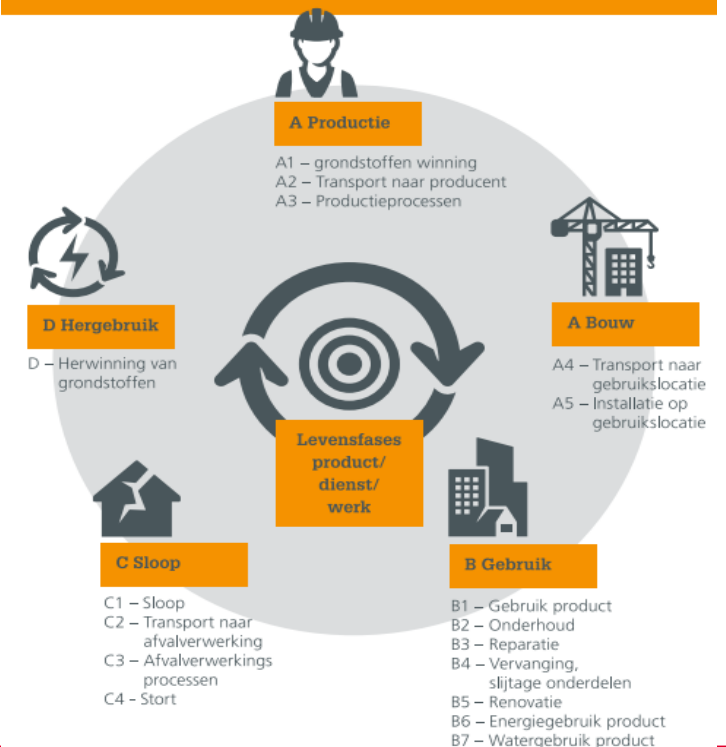 A Productie
A1 – grondstoffen winning
A2 – Transport naar producent
A3 – Productieprocessen
A Bouw
A4 – Transport naar
gebruikslocatie
A5 – Installatie op
gebruikslocatie
B Gebruik
B1 – Gebruik product
B2 – Onderhoud
B3 – Reparatie
B4 – Vervanging,
slijtage onderdelen
B5 – Renovatie
B6 – Energiegebruik product
B7 – Watergebruik product
C Sloop
C1 – Sloop
C2 – Transport naar
afvalverwerking
C3 – Afvalverwerkings
processen
C4 - Stort
D Hergebruik
D – Herwinning van
grondstoffen
Levensfases
product/
dienst/
werk